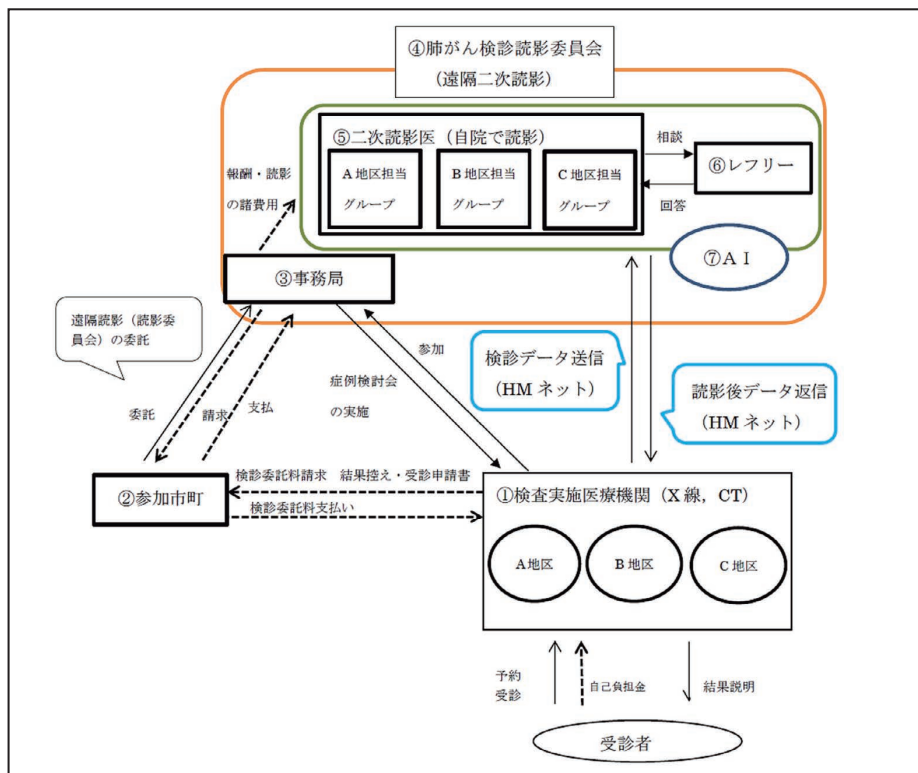 ④肺がん検診読影委員会
（遠隔二次読影）
⑤二次読影医（自院で読影）
A 地区担当
グループ
B 地区担当
グループ
C 地区担当
グループ
相談
回答
⑥レフリー
⑦ＡＩ
報酬・読影
の諸費用
③事務局
遠隔読影（読影委
員会）の委託
委託
請求
支払
症例検討会
の実施
参加
検診データ送信
（HM ネット）
読影後データ返信
（HM ネット）
②参加市町
検診委託料請求　結果控え・受診申請書
検診委託料支払い
①検査実施医療機関（X 線，CT）
A 地区
B 地区
C 地区
予約
受診
自己負担金
結果説明
受診者